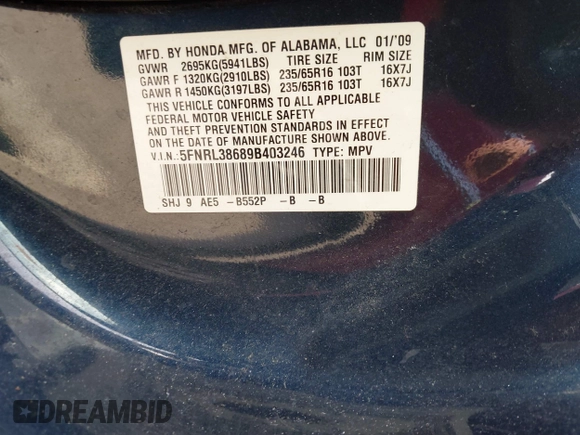 MFD. BY HONDA MFG. OF ALABAMA, LLC 01/'09
GVWR 2695KG(5941LBS) TIRE SIZE RIM SIZE
GAWR F 1320KG(2910LBS) 235/65R16 103T 16X7J
GAWR R 1450KG(3197LBS) 235/65R16 103T 16X7J
THIS VEHICLE CONFORMS TO ALL APPLICABLE
FEDERAL MOTOR VEHICLE SAFETY
AND THEFT PREVENTION STANDARDS IN EFFECT
ON THE DATE OF MANUFACTURE SHOWN ABOVE.
V.I.N.: 5FNRL38689B403246 TYPE: MPV
SHJ 9 AE5 -B552P -B -B
DREAMBID